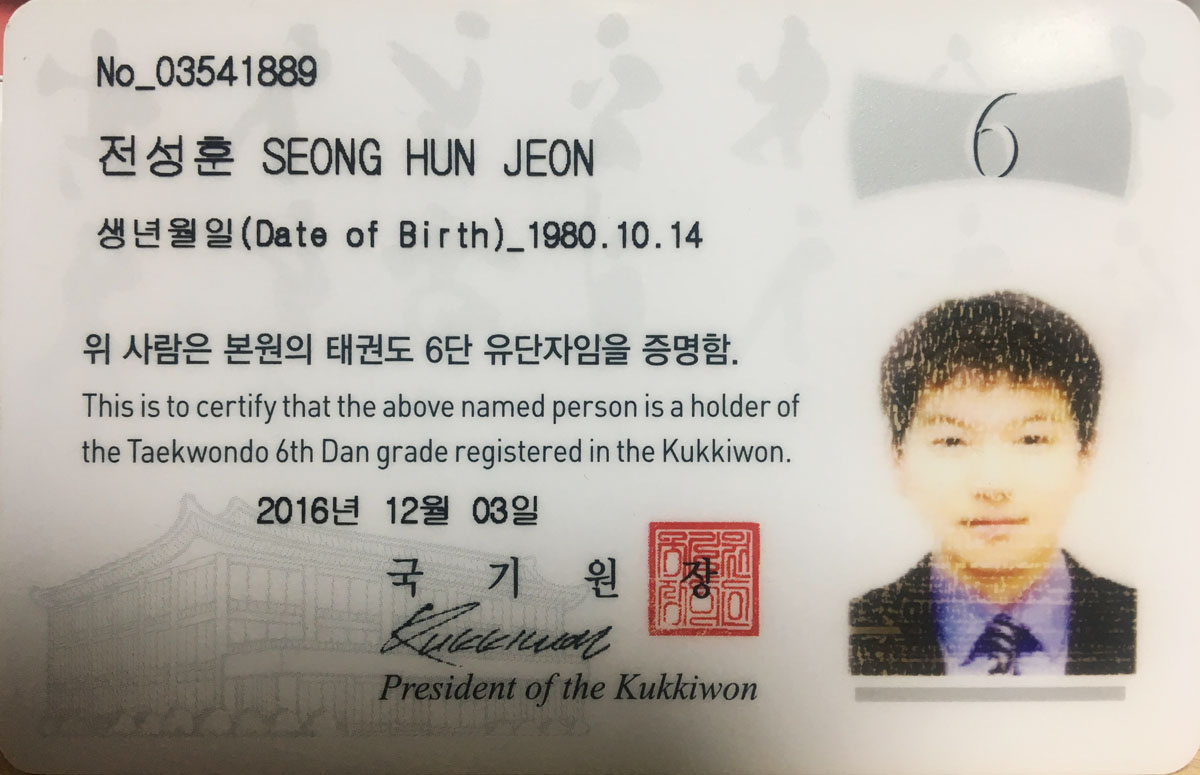 No_03541889
6
전성훈 SEONG HUN JEON
생년월일(Date of Birth)_1980.10.14
위 사람은 본원의 태권도 6단 유단자임을 증명함.
This is to certify that the above named person is a holder of
the Taekwondo 6th Dan grade registered in the Kukkiwon.
2016년 12월 03일
국 기 원 장
Kukkiwon
President of the Kukkiwon